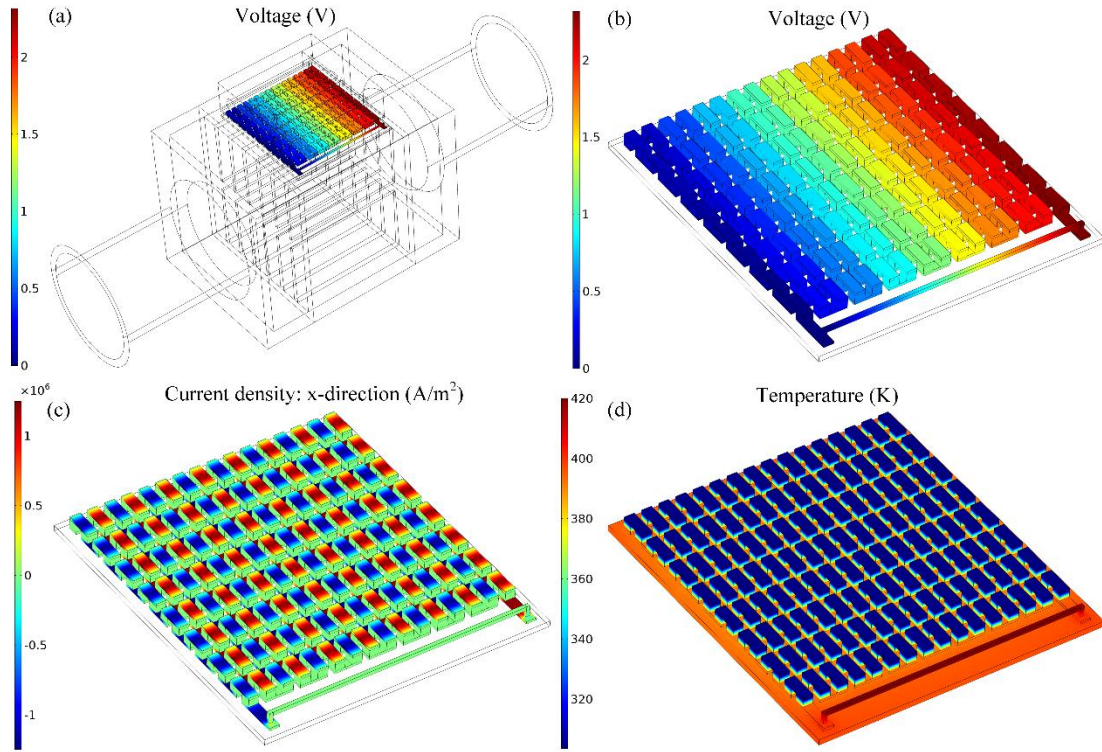 (a)
Voltage (V)
2
1.5
1
0.5
0
(b)
Voltage (V)
2
1.5
1
0.5
0
(c)
Current density: x-direction (A/m²)
×10⁶
1
0.5
0
-0.5
-1
(d)
Temperature (K)
420
400
380
360
340
320